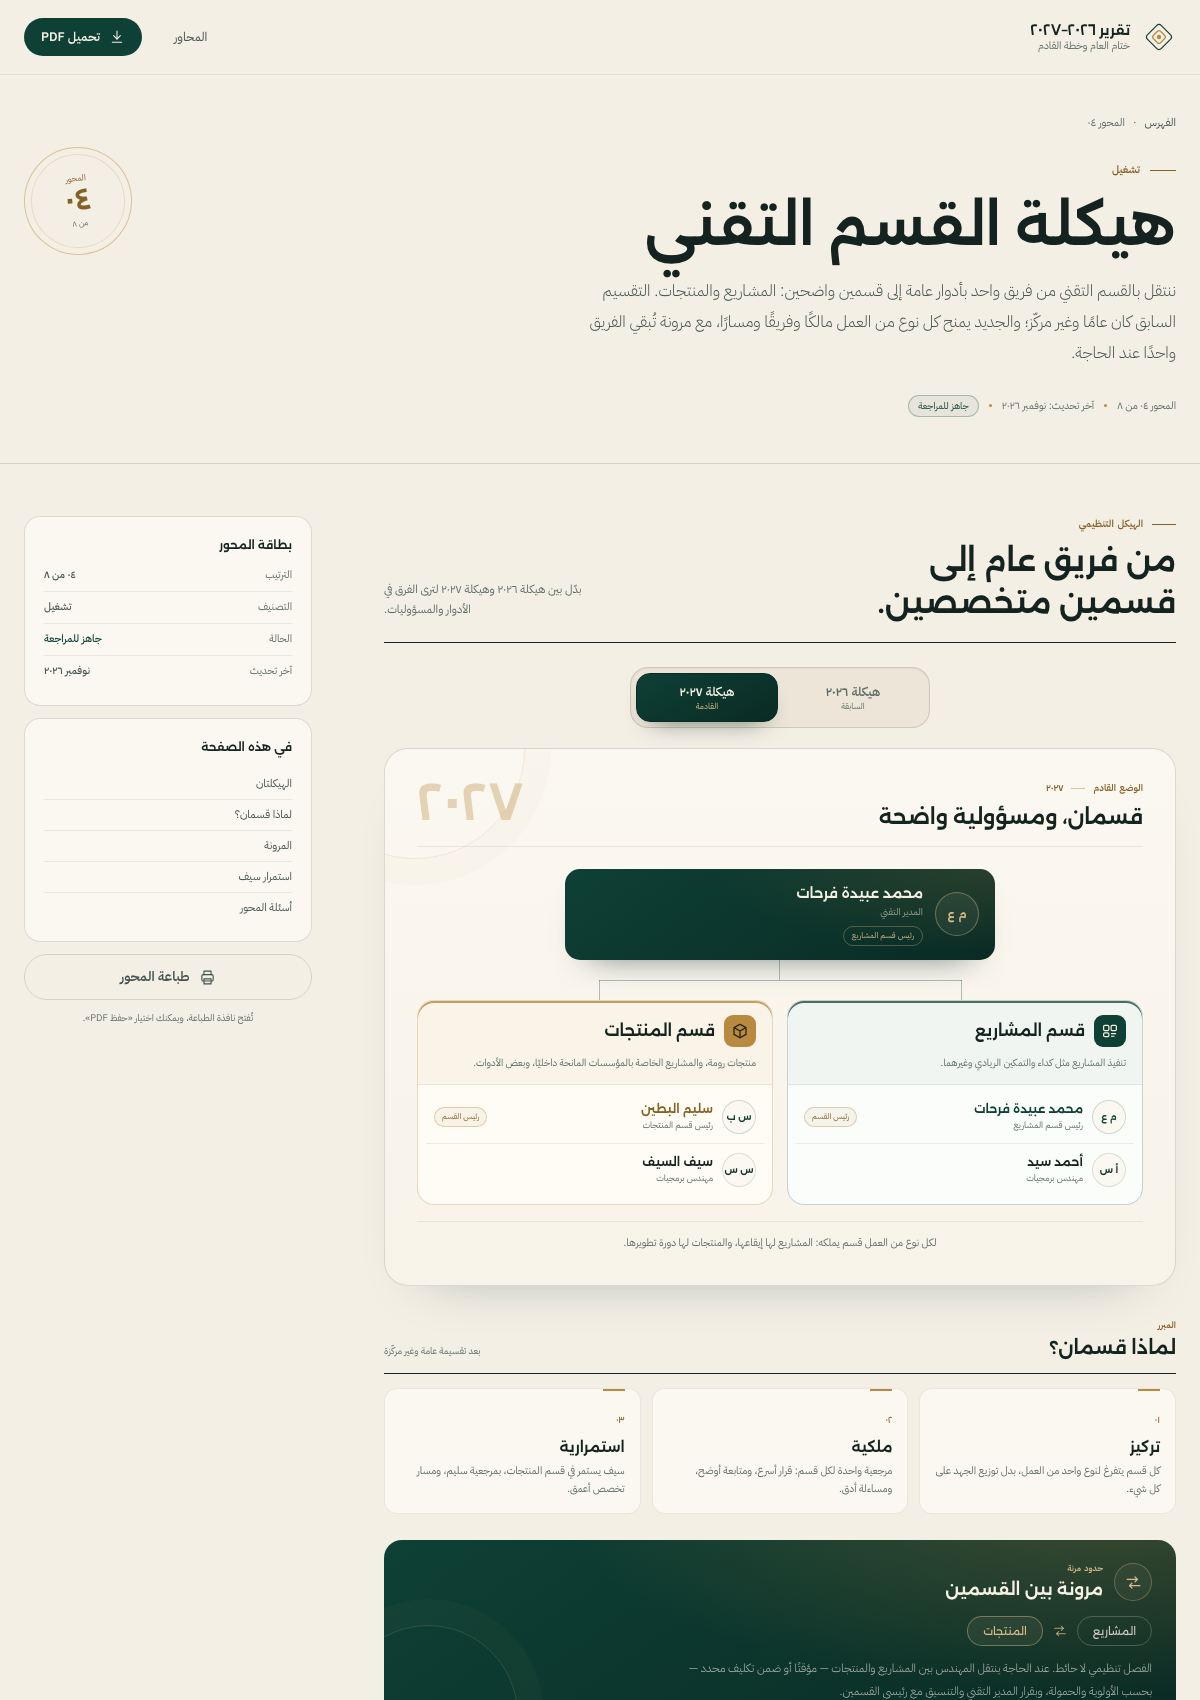 تقرير ٢٠٢٦–٢٠٢٧
ختام العام وخطة القادم
المحاور
تحميل PDF
الفهرس · المحور ٠٤
تشغيل
هيكلة القسم التقني
ننتقل بالقسم التقني من فريق واحد بأدوار عامة إلى قسمين واضحين: المشاريع والمنتجات. التقسيم
السابق كان عامًا وغير مركّز؛ والجديد يمنح كل نوع من العمل مالكًا وفريقًا ومسارًا، مع مرونة تُبقي الفريق
واحدًا عند الحاجة.
المحور ٠٤ من ٨ • آخر تحديث: نوفمبر ٢٠٢٦ • جاهز للمراجعة
المحور
٠٤
من ٨
الهيكل التنظيمي
من فريق عام إلى
قسمين متخصصين.
بدّل بين هيكلة ٢٠٢٦ وهيكلة ٢٠٢٧ لترى الفرق في
الأدوار والمسؤوليات.
هيكلة ٢٠٢٦
السابقة
هيكلة ٢٠٢٧
القادمة
الوضع القادم — ٢٠٢٧
قسمان، ومسؤولية واضحة
٢٠٢٧
م ع
محمد عبيدة فرحات
المدير التقني
رئيس قسم المشاريع
قسم المشاريع
تنفيذ المشاريع مثل كداء والتمكين الريادي وغيرهما.
م ع
محمد عبيدة فرحات
رئيس قسم المشاريع
رئيس القسم
أ س
أحمد سيد
مهندس برمجيات
قسم المنتجات
منتجات رومة، والمشاريع الخاصة بالمؤسسات المانحة داخليًا، وبعض الأدوات.
س ب
سليم البطين
رئيس قسم المنتجات
رئيس القسم
س س
سيف السيف
مهندس برمجيات
لكل نوع من العمل قسم يملكه: المشاريع لها إيقاعها، والمنتجات لها دورة تطويرها.
المبرر
لماذا قسمان؟
بعد تقسيمة عامة وغير مركّزة
٠١
تركيز
كل قسم يتفرغ لنوع واحد من العمل، بدل توزيع الجهد على
كل شيء.
٠٢
ملكية
مرجعية واحدة لكل قسم: قرار أسرع، ومتابعة أوضح،
ومساءلة أدق.
٠٣
استمرارية
سيف يستمر في قسم المنتجات، بمرجعية سليم، ومسار
تخصص أعمق.
حدود مرنة
مرونة بين القسمين
المشاريع
المنتجات
الفصل تنظيمي لا حائط. عند الحاجة ينتقل المهندس بين المشاريع والمنتجات — مؤقتًا أو ضمن تكليف محدد —
بحسب الأولوية والحمولة، وبقرار المدير التقني والتنسيق مع رئيسي القسمين.
بطاقة المحور
الترتيب ٠٤ من ٨
التصنيف تشغيل
الحالة جاهز للمراجعة
آخر تحديث نوفمبر ٢٠٢٦
في هذه الصفحة
الهيكلتان
لماذا قسمان؟
المرونة
استمرار سيف
أسئلة المحور
طباعة المحور
تُفتح نافذة الطباعة، ويمكنك اختيار «حفظ PDF».